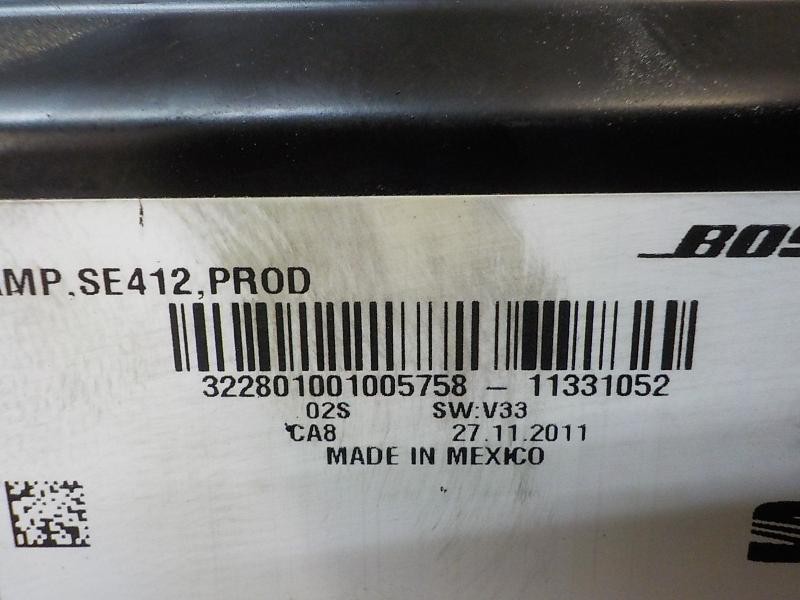 BOS
AMP,SE412,PROD
322801001005758 – 11331052
02S SW:V33
CA8 27.11.2011
MADE IN MEXICO
S